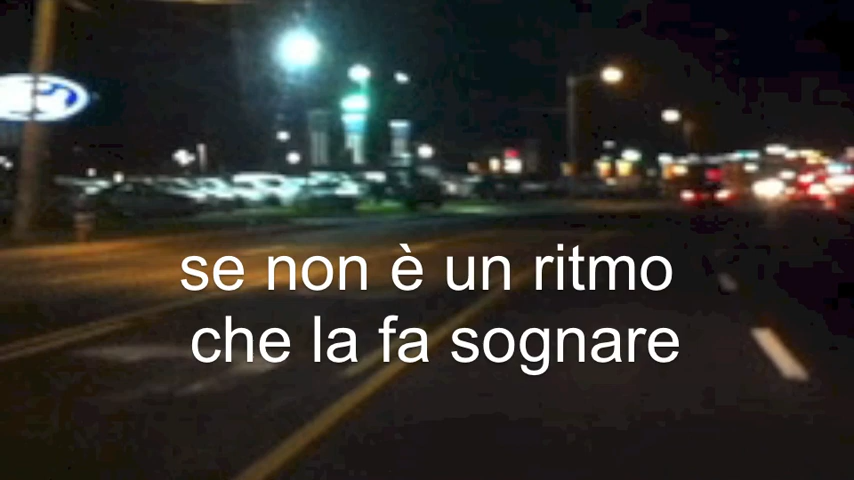 se non è un ritmo
che la fa sognare